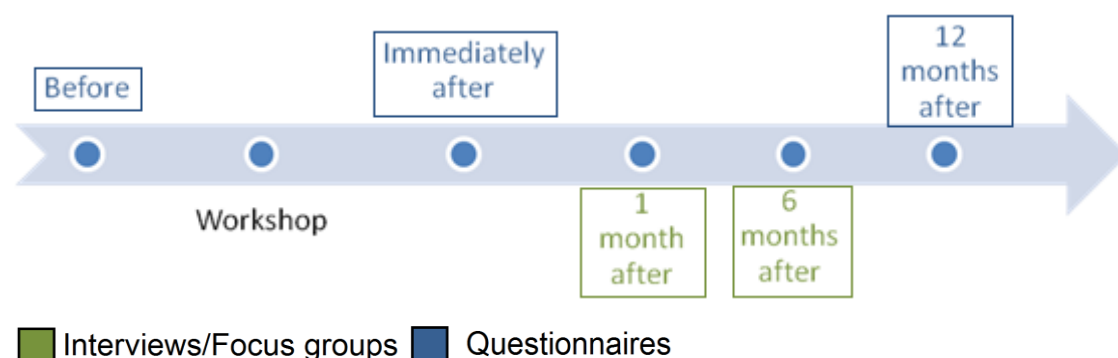 Before
Workshop
Immediately
after
1
month
after
6
months
after
12
months
after
Interviews/Focus groups
Questionnaires